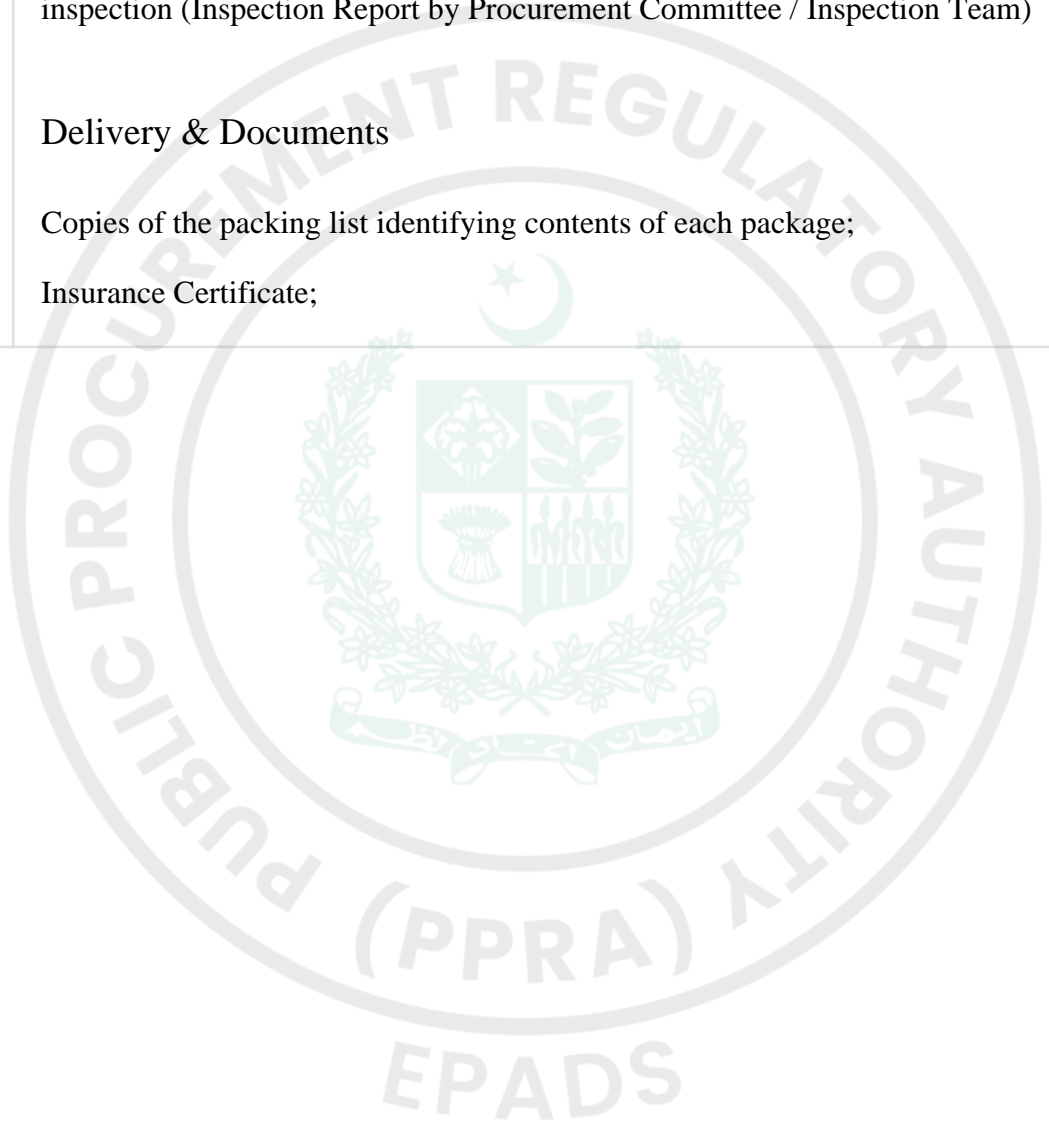 inspection (Inspection Report by Procurement Committee / Inspection Team)
Delivery & Documents
Copies of the packing list identifying contents of each package;
Insurance Certificate;
PUBLIC PROCUREMENT REGULATORY AUTHORITY
(PPRA)
EPADS